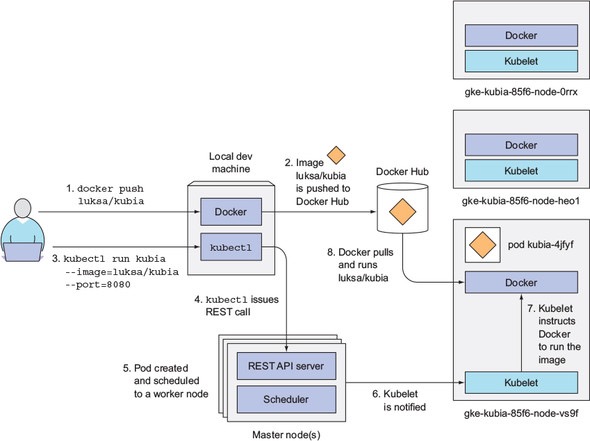 Docker
Kubelet
gke-kubia-85f6-node-0rrx
Docker
Kubelet
gke-kubia-85f6-node-heo1
Local dev
machine
2. Image
luksa/kubia
is pushed to
Docker Hub
Docker Hub
1. docker push
luksa/kubia
Docker
kubectl
3. kubectl run kubia
--image=luksa/kubia
--port=8080
4. kubectl issues
REST call
8. Docker pulls
and runs
luksa/kubia
pod kubia-4jfyf
Docker
7. Kubelet
instructs
Docker
to run the
image
5. Pod created
and scheduled
to a worker node
REST API server
Scheduler
Master node(s)
6. Kubelet
is notified
Kubelet
gke-kubia-85f6-node-vs9f